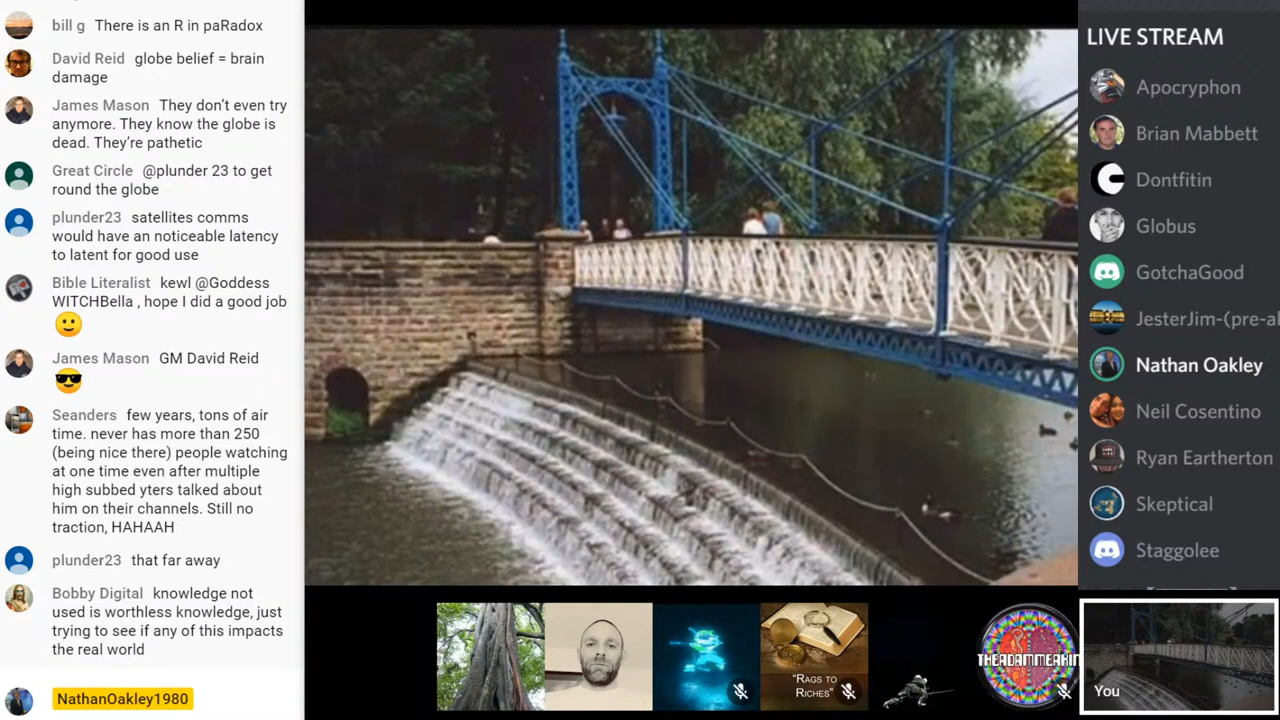 bill g There is an R in paRadox
David Reid globe belief = brain
damage
James Mason They don't even try
anymore. They know the globe is
dead. They're pathetic
Great Circle @plunder 23 to get
round the globe
plunder23 satellites comms
would have an noticeable latency
to latent for good use
Bible Literalist kewl @Goddess
WITCHBella , hope I did a good job
🙂
James Mason GM David Reid
😎
Seanders few years, tons of air
time. never has more than 250
(being nice there) people watching
at one time even after multiple
high subbed yters talked about
him on their channels. Still no
traction, HAHAAH
plunder23 that far away
Bobby Digital knowledge not
used is worthless knowledge, just
trying to see if any of this impacts
the real world
NathanOakley1980
"RAGS TO
RICHES"
THEADAMMEAKIN
LIVE STREAM
Apocryphon
Brian Mabbett
Dontfitin
Globus
GotchaGood
JesterJim-(pre-al
Nathan Oakley
Neil Cosentino
Ryan Eartherton
Skeptical
Staggolee
You